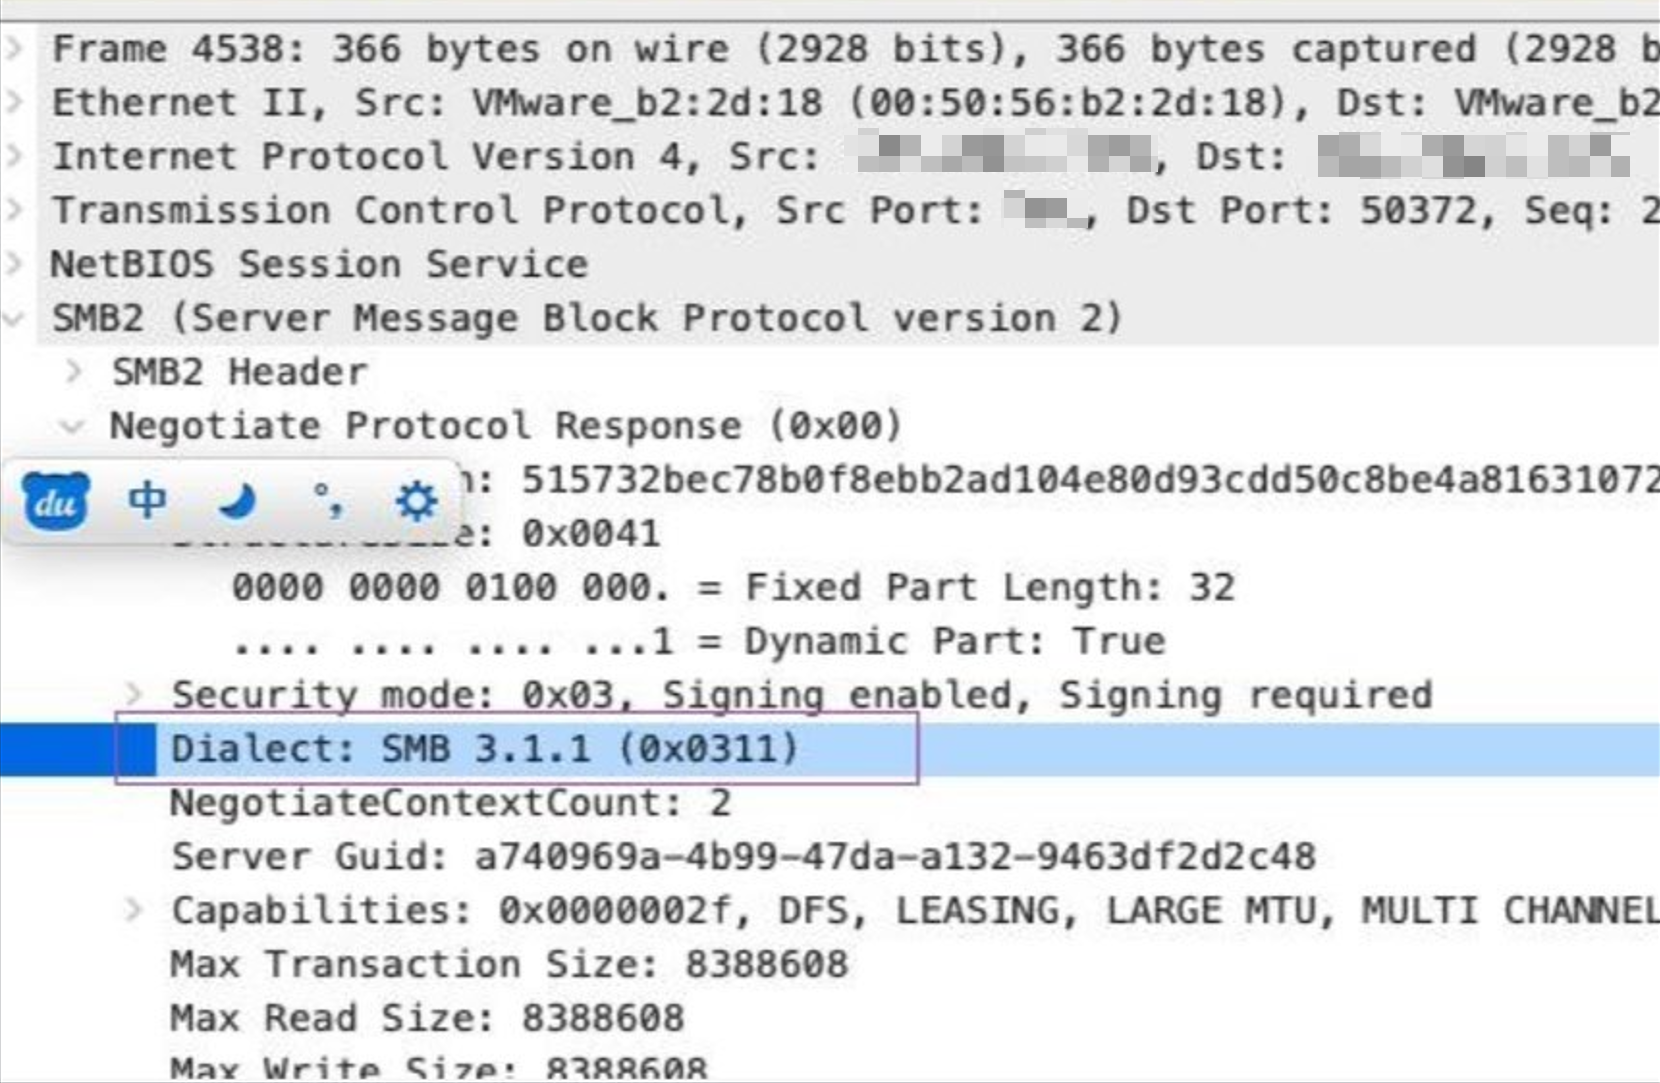 Frame 4538: 366 bytes on wire (2928 bits), 366 bytes captured (2928 b
Ethernet II, Src: VMware_b2:2d:18 (00:50:56:b2:2d:18), Dst: VMware_b2
Internet Protocol Version 4, Src: , Dst:
Transmission Control Protocol, Src Port: , Dst Port: 50372, Seq: 2
NetBIOS Session Service
SMB2 (Server Message Block Protocol version 2)
SMB2 Header
Negotiate Protocol Response (0x00)
du 中 °,
: 515732bec78b0f8ebb2ad104e80d93cdd50c8be4a81631072
e: 0x0041
0000 0000 0100 000. = Fixed Part Length: 32
.... .... .... ...1 = Dynamic Part: True
Security mode: 0x03, Signing enabled, Signing required
Dialect: SMB 3.1.1 (0x0311)
NegotiateContextCount: 2
Server Guid: a740969a-4b99-47da-a132-9463df2d2c48
Capabilities: 0x0000002f, DFS, LEASING, LARGE MTU, MULTI CHANNEL
Max Transaction Size: 8388608
Max Read Size: 8388608
Max Write Size: 8388608